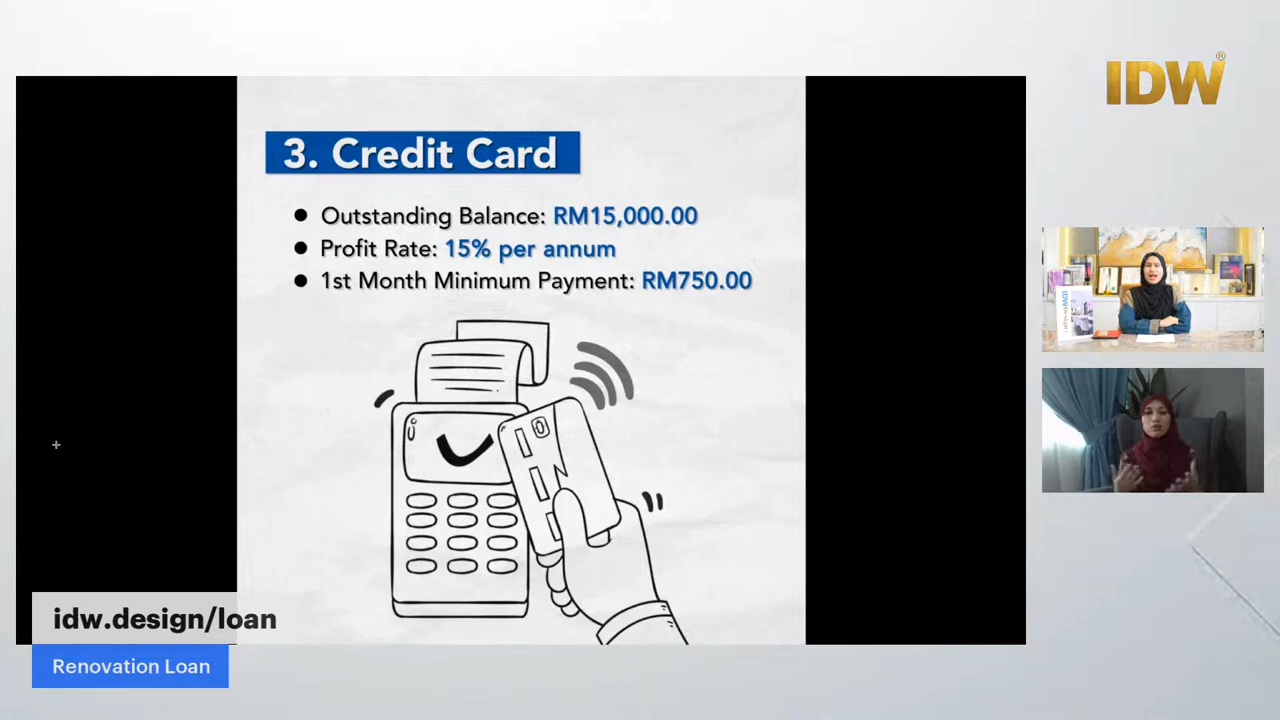 IDW®
3. Credit Card
● Outstanding Balance: RM15,000.00
● Profit Rate: 15% per annum
● 1st Month Minimum Payment: RM750.00
idw.design/loan
Renovation Loan